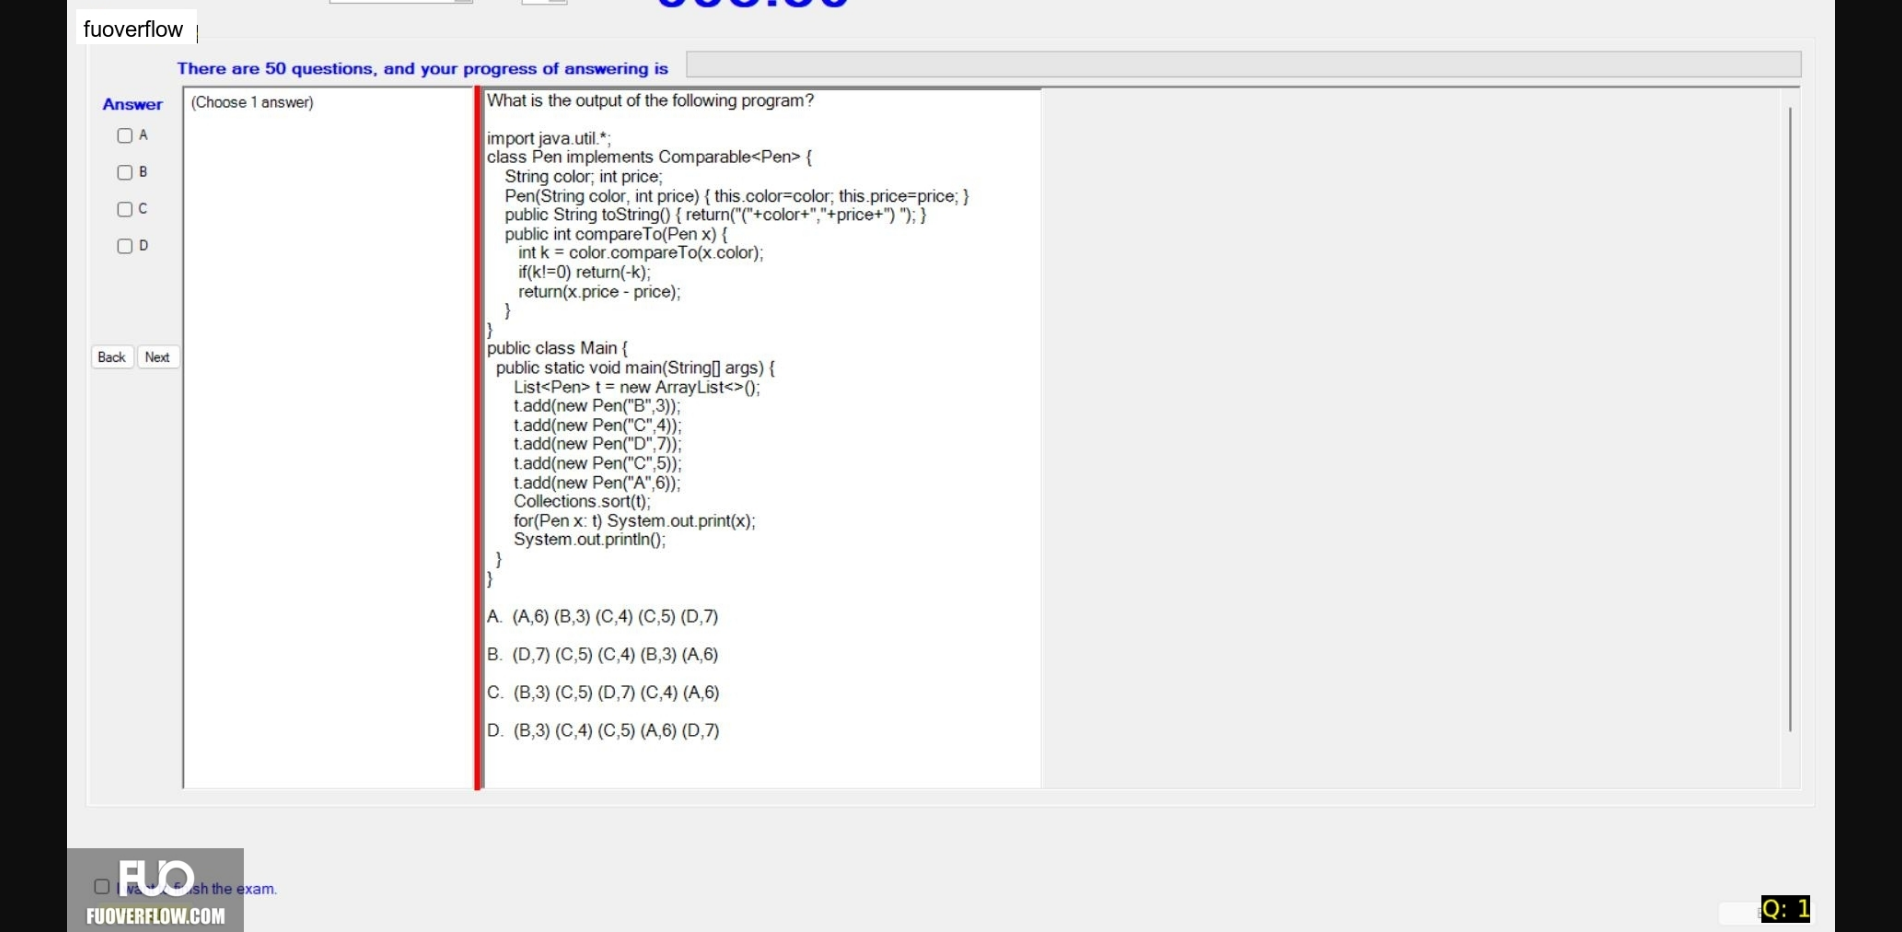 fuoverflow
There are 50 questions, and your progress of answering is
Answer
(Choose 1 answer)
A
B
C
D
Back Next
What is the output of the following program?
import java.util.*;
class Pen implements Comparable<Pen> {
String color; int price;
Pen(String color, int price) { this.color=color; this.price=price; }
public String toString() { return("("+color+","+price+") "); }
public int compareTo(Pen x) {
int k = color.compareTo(x.color);
if(k!=0) return(-k);
return(x.price - price);
}
}
public class Main {
public static void main(String[] args) {
List<Pen> t = new ArrayList<>();
t.add(new Pen("B",3));
t.add(new Pen("C",4));
t.add(new Pen("D",7));
t.add(new Pen("C",5));
t.add(new Pen("A",6));
Collections.sort(t);
for(Pen x: t) System.out.print(x);
System.out.println();
}
}
A. (A,6) (B,3) (C,4) (C,5) (D,7)
B. (D,7) (C,5) (C,4) (B,3) (A,6)
C. (B,3) (C,5) (D,7) (C,4) (A,6)
D. (B,3) (C,4) (C,5) (A,6) (D,7)
FUO
I the exam.
FUOVERFLOW.COM
Q: 1